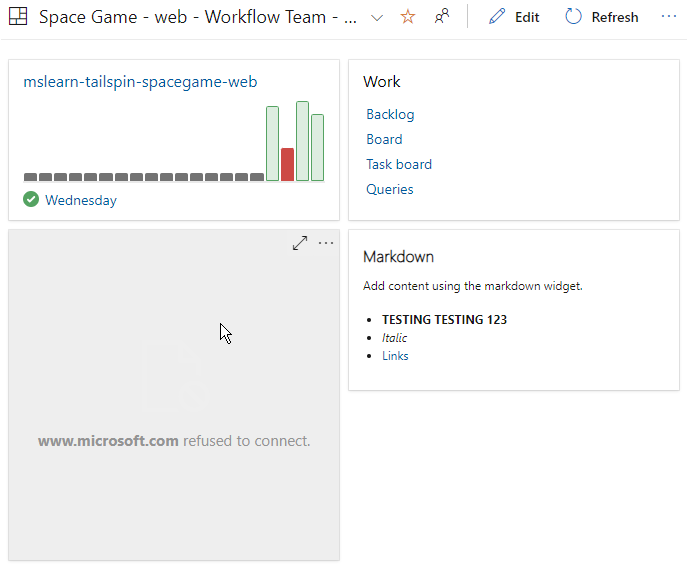 Space Game - web - Workflow Team - ...
Edit
Refresh
mslearn-tailspin-spacegame-web
Wednesday
Work
Backlog
Board
Task board
Queries
www.microsoft.com refused to connect.
Markdown
Add content using the markdown widget.
TESTING TESTING 123
Italic
Links